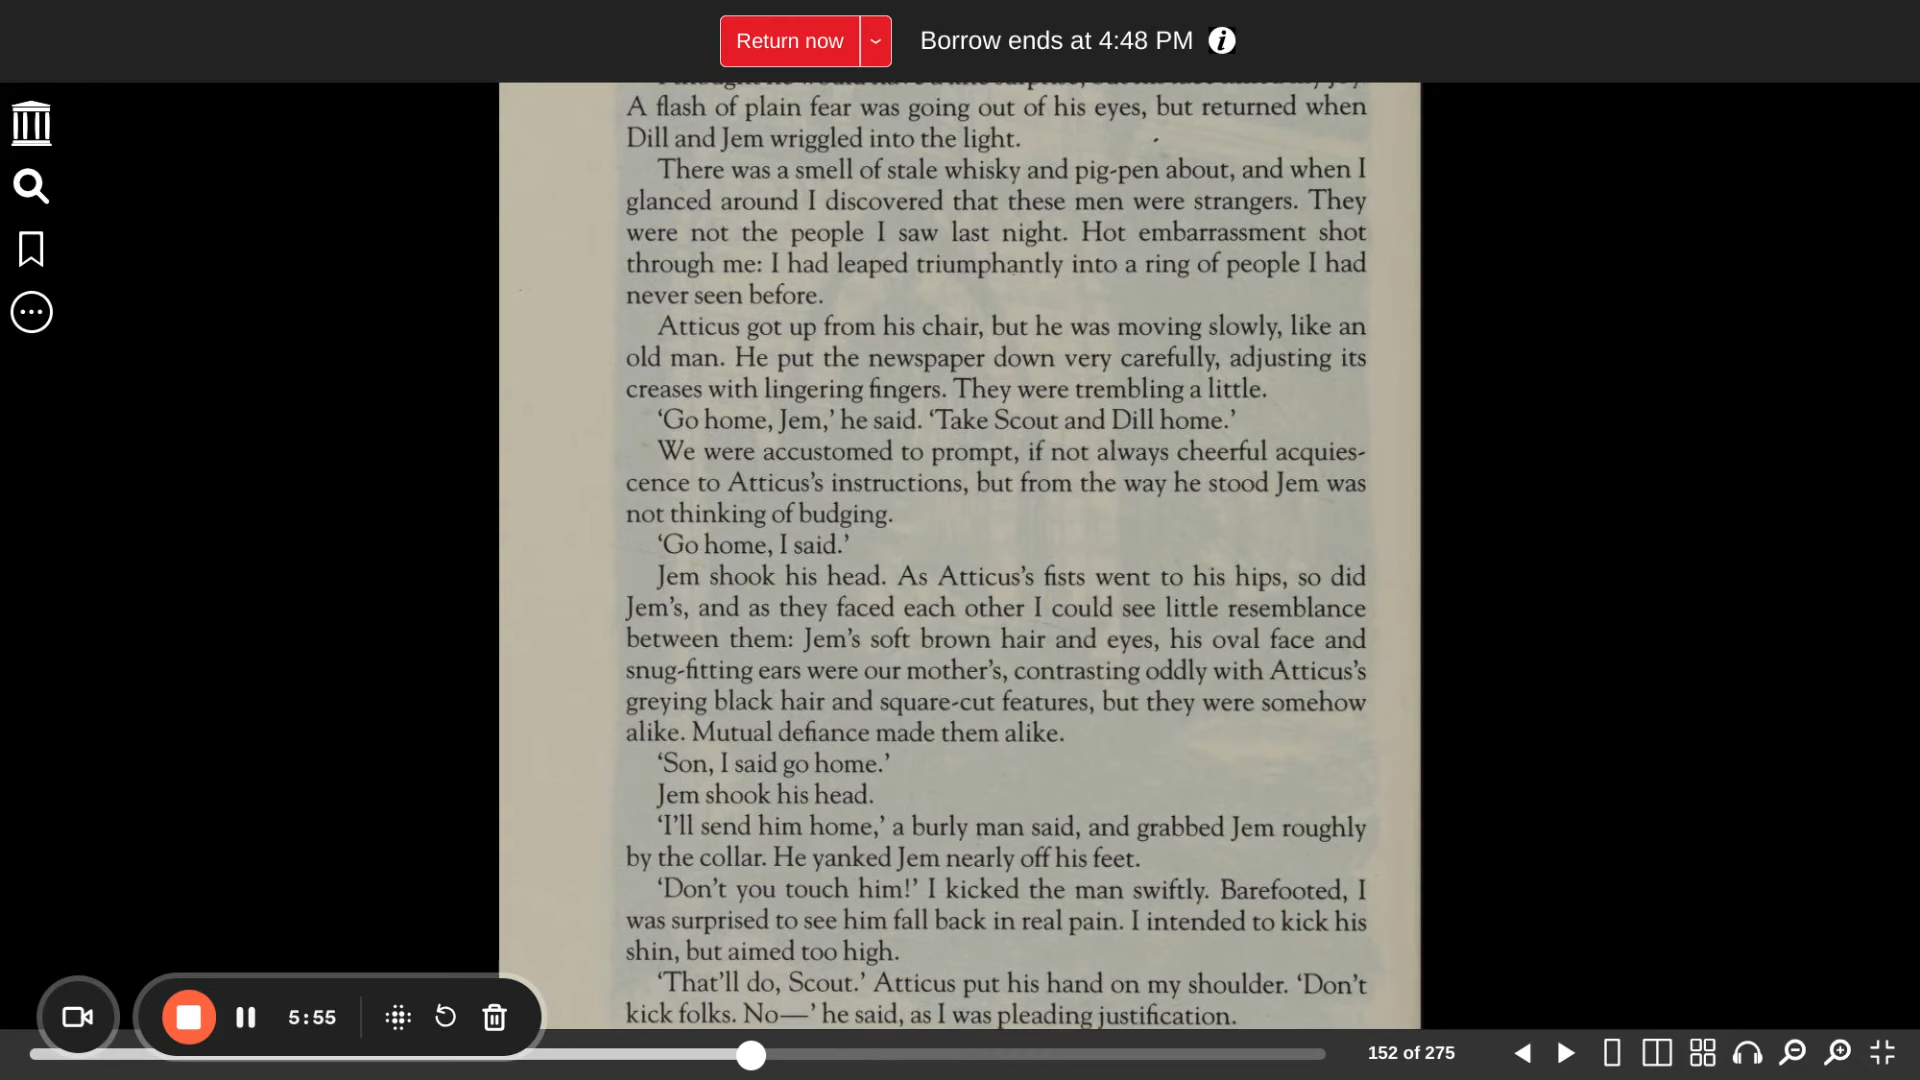 Return now
Borrow ends at 4:48 PM
A flash of plain fear was going out of his eyes, but returned when
Dill and Jem wriggled into the light.
There was a smell of stale whisky and pig-pen about, and when I
glanced around I discovered that these men were strangers. They
were not the people I saw last night. Hot embarrassment shot
through me: I had leaped triumphantly into a ring of people I had
never seen before.
Atticus got up from his chair, but he was moving slowly, like an
old man. He put the newspaper down very carefully, adjusting its
creases with lingering fingers. They were trembling a little.
‘Go home, Jem,’ he said. ‘Take Scout and Dill home.’
We were accustomed to prompt, if not always cheerful acquies-
cence to Atticus’s instructions, but from the way he stood Jem was
not thinking of budging.
‘Go home, I said.’
Jem shook his head. As Atticus’s fists went to his hips, so did
Jem’s, and as they faced each other I could see little resemblance
between them: Jem’s soft brown hair and eyes, his oval face and
snug-fitting ears were our mother’s, contrasting oddly with Atticus’s
greying black hair and square-cut features, but they were somehow
alike. Mutual defiance made them alike.
‘Son, I said go home.’
Jem shook his head.
‘I’ll send him home,’ a burly man said, and grabbed Jem roughly
by the collar. He yanked Jem nearly off his feet.
‘Don’t you touch him!’ I kicked the man swiftly. Barefooted, I
was surprised to see him fall back in real pain. I intended to kick his
shin, but aimed too high.
‘That’ll do, Scout.’ Atticus put his hand on my shoulder. ‘Don’t
kick folks. No—’ he said, as I was pleading justification.
5:55
152 of 275